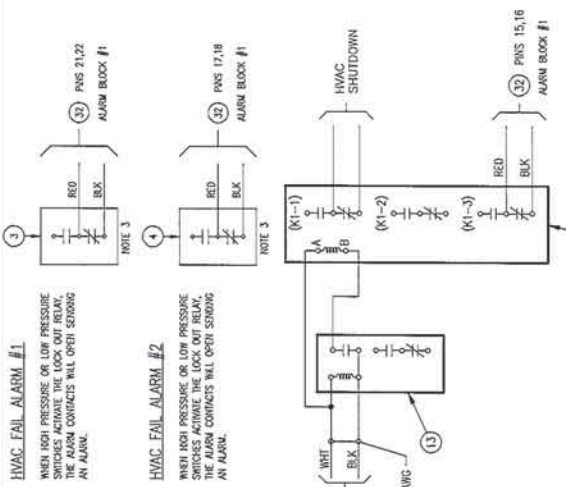 HVAC FAIL ALARM #1
WHEN HIGH PRESSURE OR LOW PRESSURE
SWITCHES ACTIVATE THE LOCK OUT RELAY,
THE ALARM CONTACTS WILL OPEN SENDING
AN ALARM.
3
RED
BLK
NOTE 3
32 PINS 21,22
ALARM BLOCK #1
HVAC FAIL ALARM #2
WHEN HIGH PRESSURE OR LOW PRESSURE
SWITCHES ACTIVATE THE LOCK OUT RELAY,
THE ALARM CONTACTS WILL OPEN SENDING
AN ALARM.
4
RED
BLK
NOTE 3
32 PINS 17,18
ALARM BLOCK #1
WHT
BLK
AWG
13
A
B
(K1-1)
(K1-2)
(K1-3)
HVAC
SHUTDOWN
RED
BLK
32 PINS 15,16
ALARM BLOCK #1